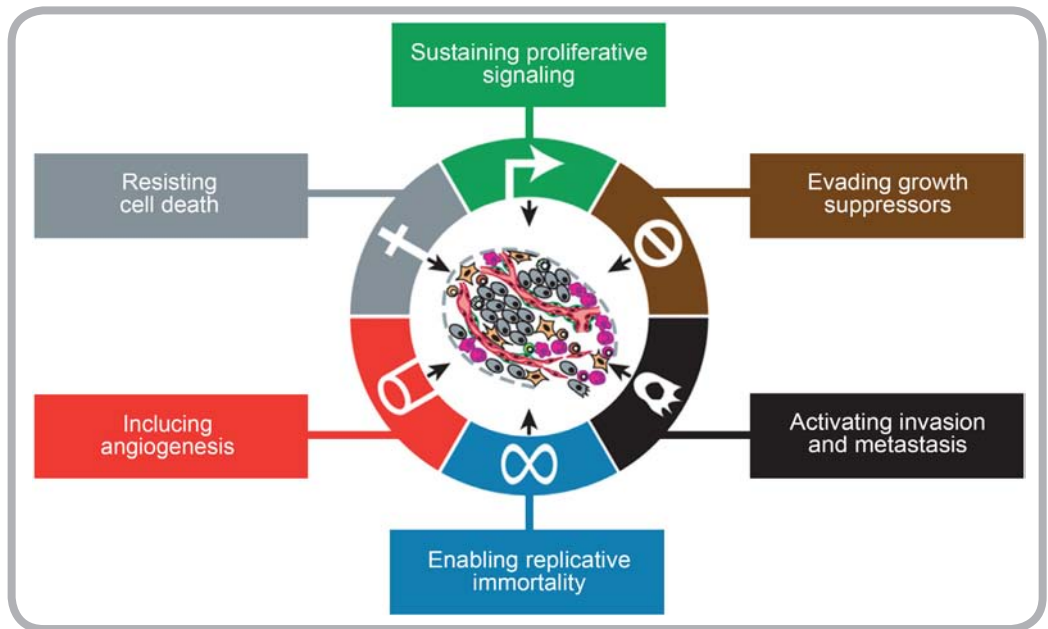 Sustaining proliferative
signaling
Resisting
cell death
Evading growth
suppressors
Inclucing
angiogenesis
Activating invasion
and metastasis
Enabling replicative
immortality